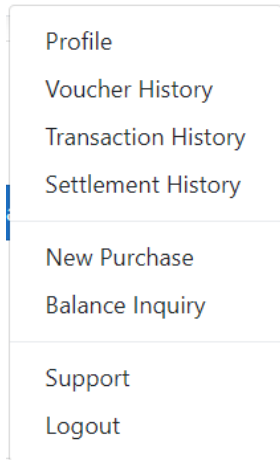 Profile
Voucher History
Transaction History
Settlement History
New Purchase
Balance Inquiry
Support
Logout